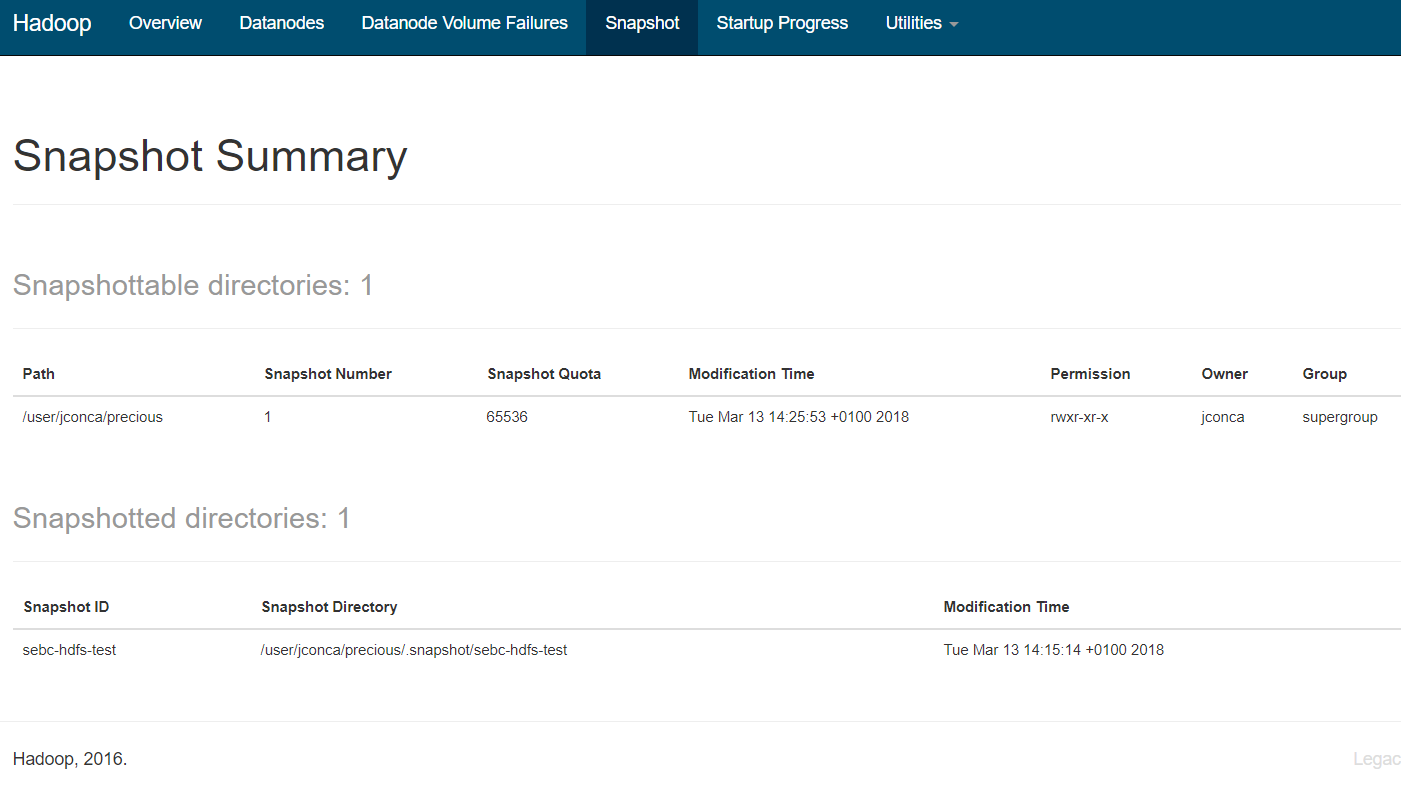 Hadoop Overview Datanodes Datanode Volume Failures Snapshot Startup Progress Utilities
Snapshot Summary
Snapshottable directories: 1
Path Snapshot Number Snapshot Quota Modification Time Permission Owner Group
/user/jconca/precious 1 65536 Tue Mar 13 14:25:53 +0100 2018 rwxr-xr-x jconca supergroup
Snapshotted directories: 1
Snapshot ID Snapshot Directory Modification Time
sebc-hdfs-test /user/jconca/precious/.snapshot/sebc-hdfs-test Tue Mar 13 14:15:14 +0100 2018
Hadoop, 2016. Legac